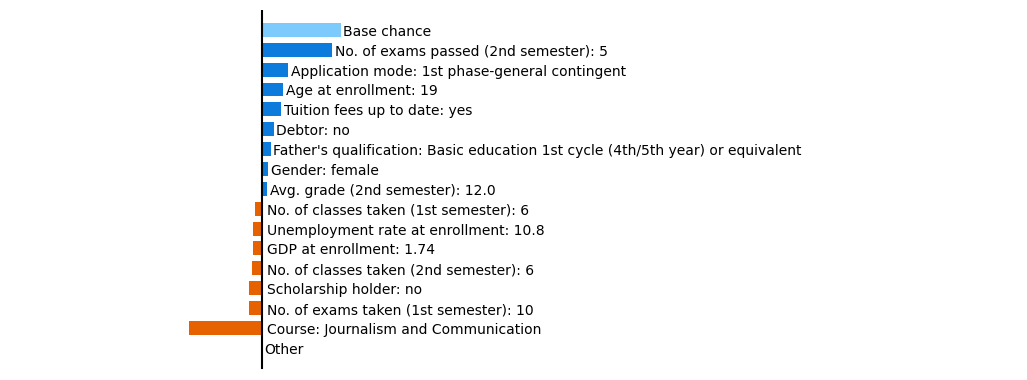 Base chance
No. of exams passed (2nd semester): 5
Application mode: 1st phase-general contingent
Age at enrollment: 19
Tuition fees up to date: yes
Debtor: no
Father's qualification: Basic education 1st cycle (4th/5th year) or equivalent
Gender: female
Avg. grade (2nd semester): 12.0
No. of classes taken (1st semester): 6
Unemployment rate at enrollment: 10.8
GDP at enrollment: 1.74
No. of classes taken (2nd semester): 6
Scholarship holder: no
No. of exams taken (1st semester): 10
Course: Journalism and Communication
Other